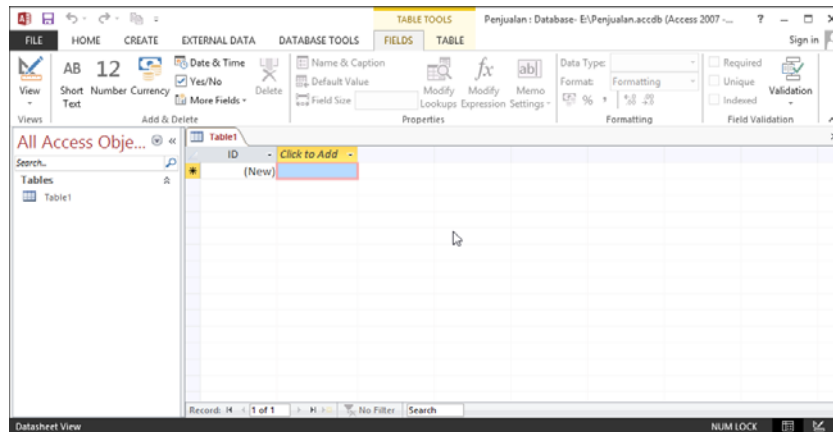 TABLE TOOLS Penjualan : Database- E:\Penjualan.accdb (Access 2007 -... ?
FILE HOME CREATE EXTERNAL DATA DATABASE TOOLS FIELDS TABLE Sign in
View
AB Short Text
12 Number
Currency
Date & Time
Yes/No
More Fields
Delete
Name & Caption
Default Value
Field Size
Modify Lookups
fx Modify Expression
ab Memo Settings
Data Type:
Format: Formatting
% ,
Required
Unique
Indexed
Validation
Views Add & Delete Properties Formatting Field Validation
All Access Obje...
Search..
Tables
Table1
Table1
ID Click to Add
(New)
Record: 1 of 1 No Filter Search
Datasheet View NUM LOCK